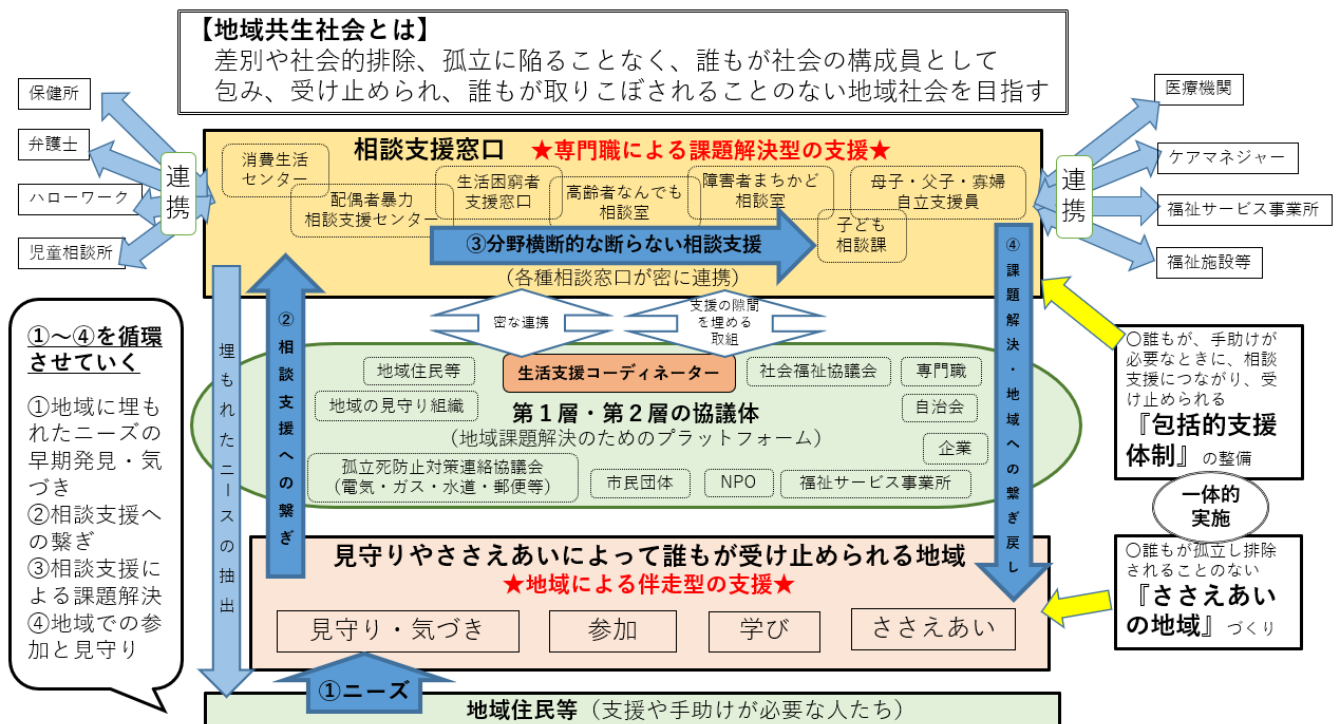 【地域共生社会とは】
差別や社会的排除、孤立に陥ることなく、誰もが社会の構成員として
包み、受け止められ、誰もが取りこぼされることのない地域社会を目指す
保健所
弁護士
ハローワーク
児童相談所
連携
相談支援窓口 ★専門職による課題解決型の支援★
消費生活
センター
配偶者暴力
相談支援センター
生活困窮者
支援窓口
高齢者なんでも
相談室
障害者まちかど
相談室
母子・父子・寡婦
自立支援員
子ども
相談課
③分野横断的な断らない相談支援
(各種相談窓口が密に連携)
連携
医療機関
ケアマネジャー
福祉サービス事業所
福祉施設等
①～④を循環
させていく
①地域に埋も
れたニーズの
早期発見・気
づき
②相談支援へ
の繋ぎ
③相談支援に
よる課題解決
④地域での参
加と見守り
埋もれたニースの抽出
②相談支援への繋ぎ
密な連携
支援の隙間
を埋める
取組
④課題解決・地域への繋ぎ戻し
生活支援コーディネーター
地域住民等
地域の見守り組織
社会福祉協議会
専門職
自治会
企業
第１層・第２層の協議体
(地域課題解決のためのプラットフォーム)
孤立死防止対策連絡協議会
(電気・ガス・水道・郵便等)
市民団体
NPO
福祉サービス事業所
見守りやささえあいによって誰もが受け止められる地域
★地域による伴走型の支援★
見守り・気づき
参加
学び
ささえあい
①ニーズ
地域住民等（支援や手助けが必要な人たち）
〇誰もが、手助けが
必要なときに、相談
支援につながり、受
け止められる
『包括的支援
体制』の整備
一体的
実施
〇誰もが孤立し排除
されることのない
『ささえあい
の地域』づくり